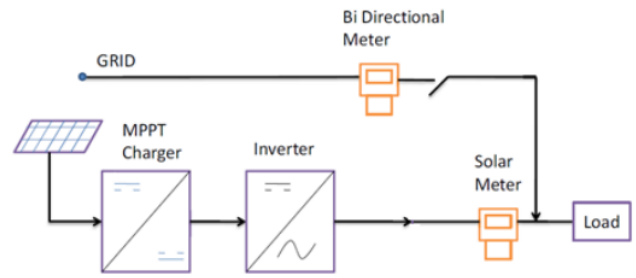 Bi Directional
Meter
GRID
MPPT
Charger
Inverter
Solar
Meter
Load